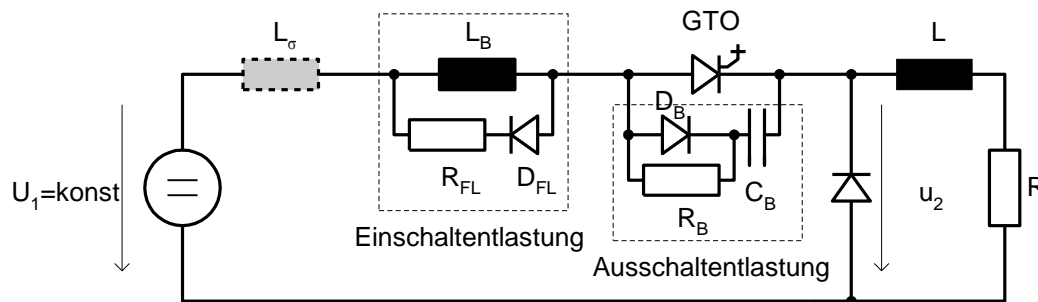 GTO
L
L_σ
L_B
D_B
R_FL
D_FL
R_B
C_B
U_1=konst
u_2
R
Einschaltentlastung
Ausschaltentlastung